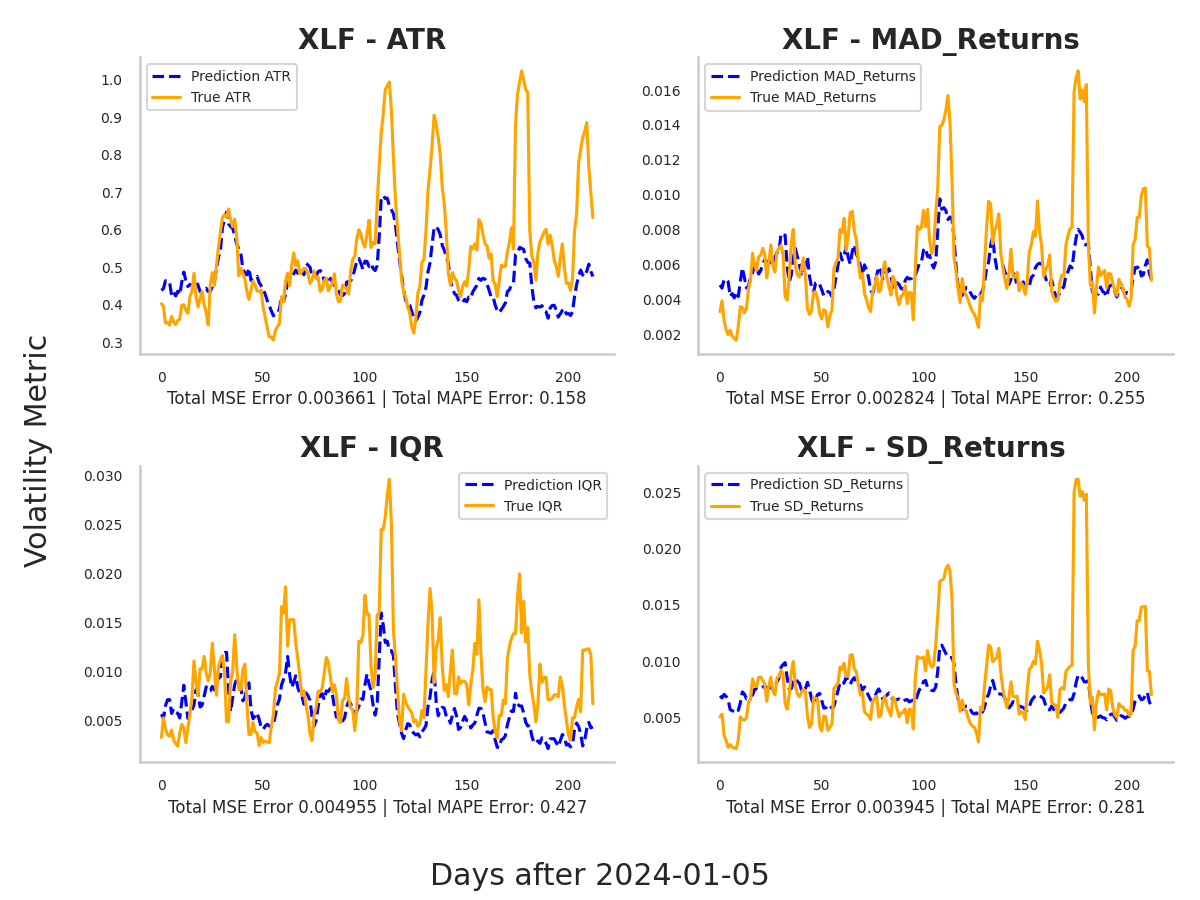 XLF - ATR
Prediction ATR
True ATR
1.0
0.9
0.8
0.7
0.6
0.5
0.4
0.3
0 50 100 150 200
Total MSE Error 0.003661 | Total MAPE Error: 0.158
XLF - MAD_Returns
Prediction MAD_Returns
True MAD_Returns
0.016
0.014
0.012
0.010
0.008
0.006
0.004
0.002
0 50 100 150 200
Total MSE Error 0.002824 | Total MAPE Error: 0.255
Volatility Metric
XLF - IQR
Prediction IQR
True IQR
0.030
0.025
0.020
0.015
0.010
0.005
0 50 100 150 200
Total MSE Error 0.004955 | Total MAPE Error: 0.427
XLF - SD_Returns
Prediction SD_Returns
True SD_Returns
0.025
0.020
0.015
0.010
0.005
0 50 100 150 200
Total MSE Error 0.003945 | Total MAPE Error: 0.281
Days after 2024-01-05